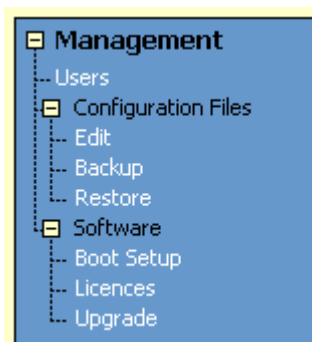 Management
Users
Configuration Files
Edit
Backup
Restore
Software
Boot Setup
Licences
Upgrade